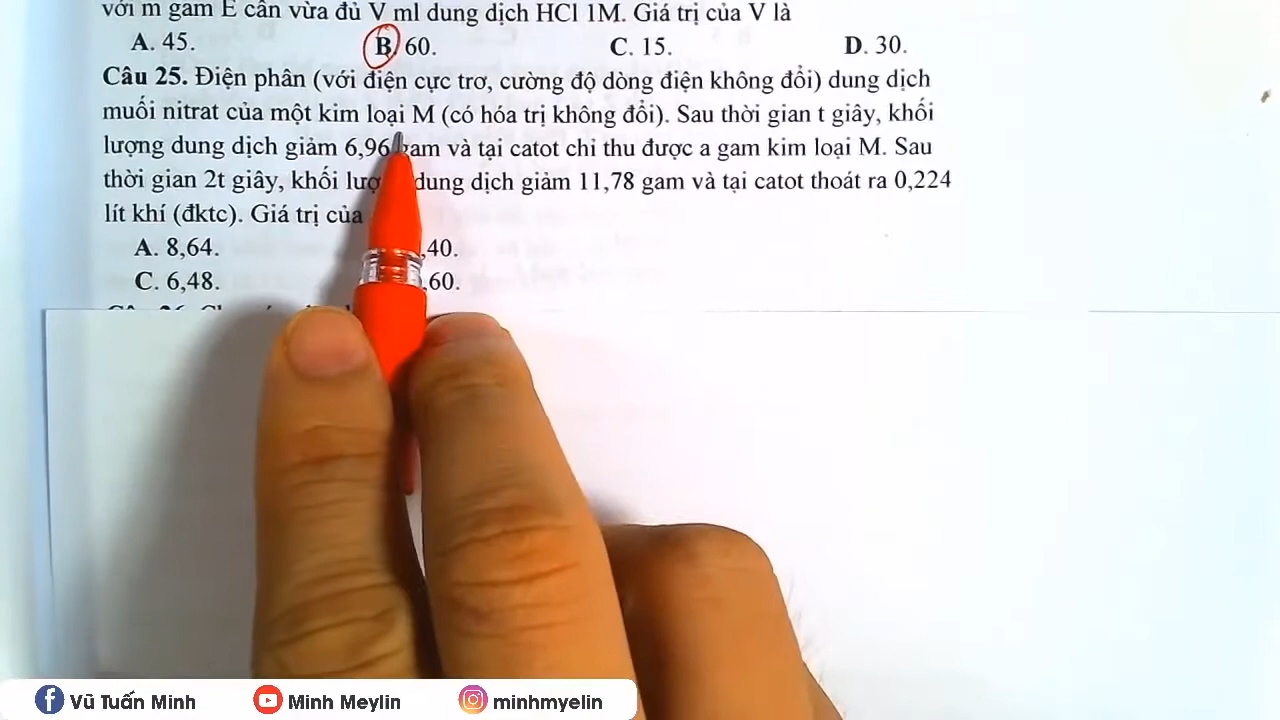 với m gam E cần vừa đủ V ml dung dịch HCl 1M. Giá trị của V là
A. 45. B. 60. C. 15. D. 30.
Câu 25. Điện phân (với điện cực trơ, cường độ dòng điện không đổi) dung dịch
muối nitrat của một kim loại M (có hóa trị không đổi). Sau thời gian t giây, khối
lượng dung dịch giảm 6,96 gam và tại catot chỉ thu được a gam kim loại M. Sau
thời gian 2t giây, khối dung dịch giảm 11,78 gam và tại catot thoát ra 0,224
lít khí (đktc). Giá trị của
A. 8,64. ,40.
C. 6,48. ,60.
Vũ Tuấn Minh Minh Meylin minhmyelin